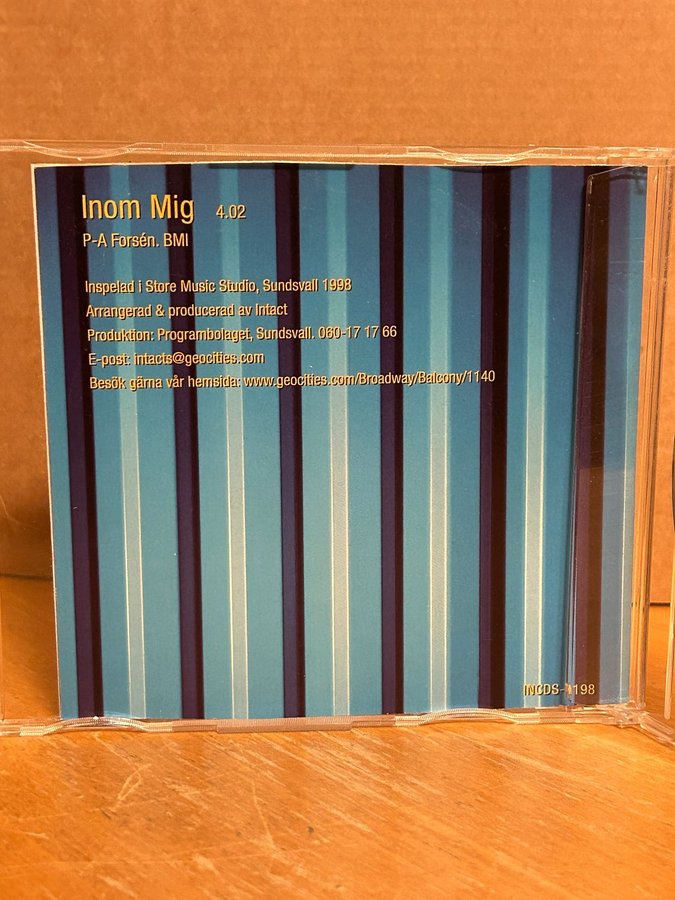 Inom Mig 4.02
P-A Forsén. BMI
Inspelad i Store Music Studio, Sundsvall 1998
Arrangerad & producerad av Intact
Produktion: Programbolaget, Sundsvall. 060-17 17 66
E-post: intacts@geocities.com
Besök gärna vår hemsida: www.geocities.com/Broadway/Balcony/1140
INCDS-1198